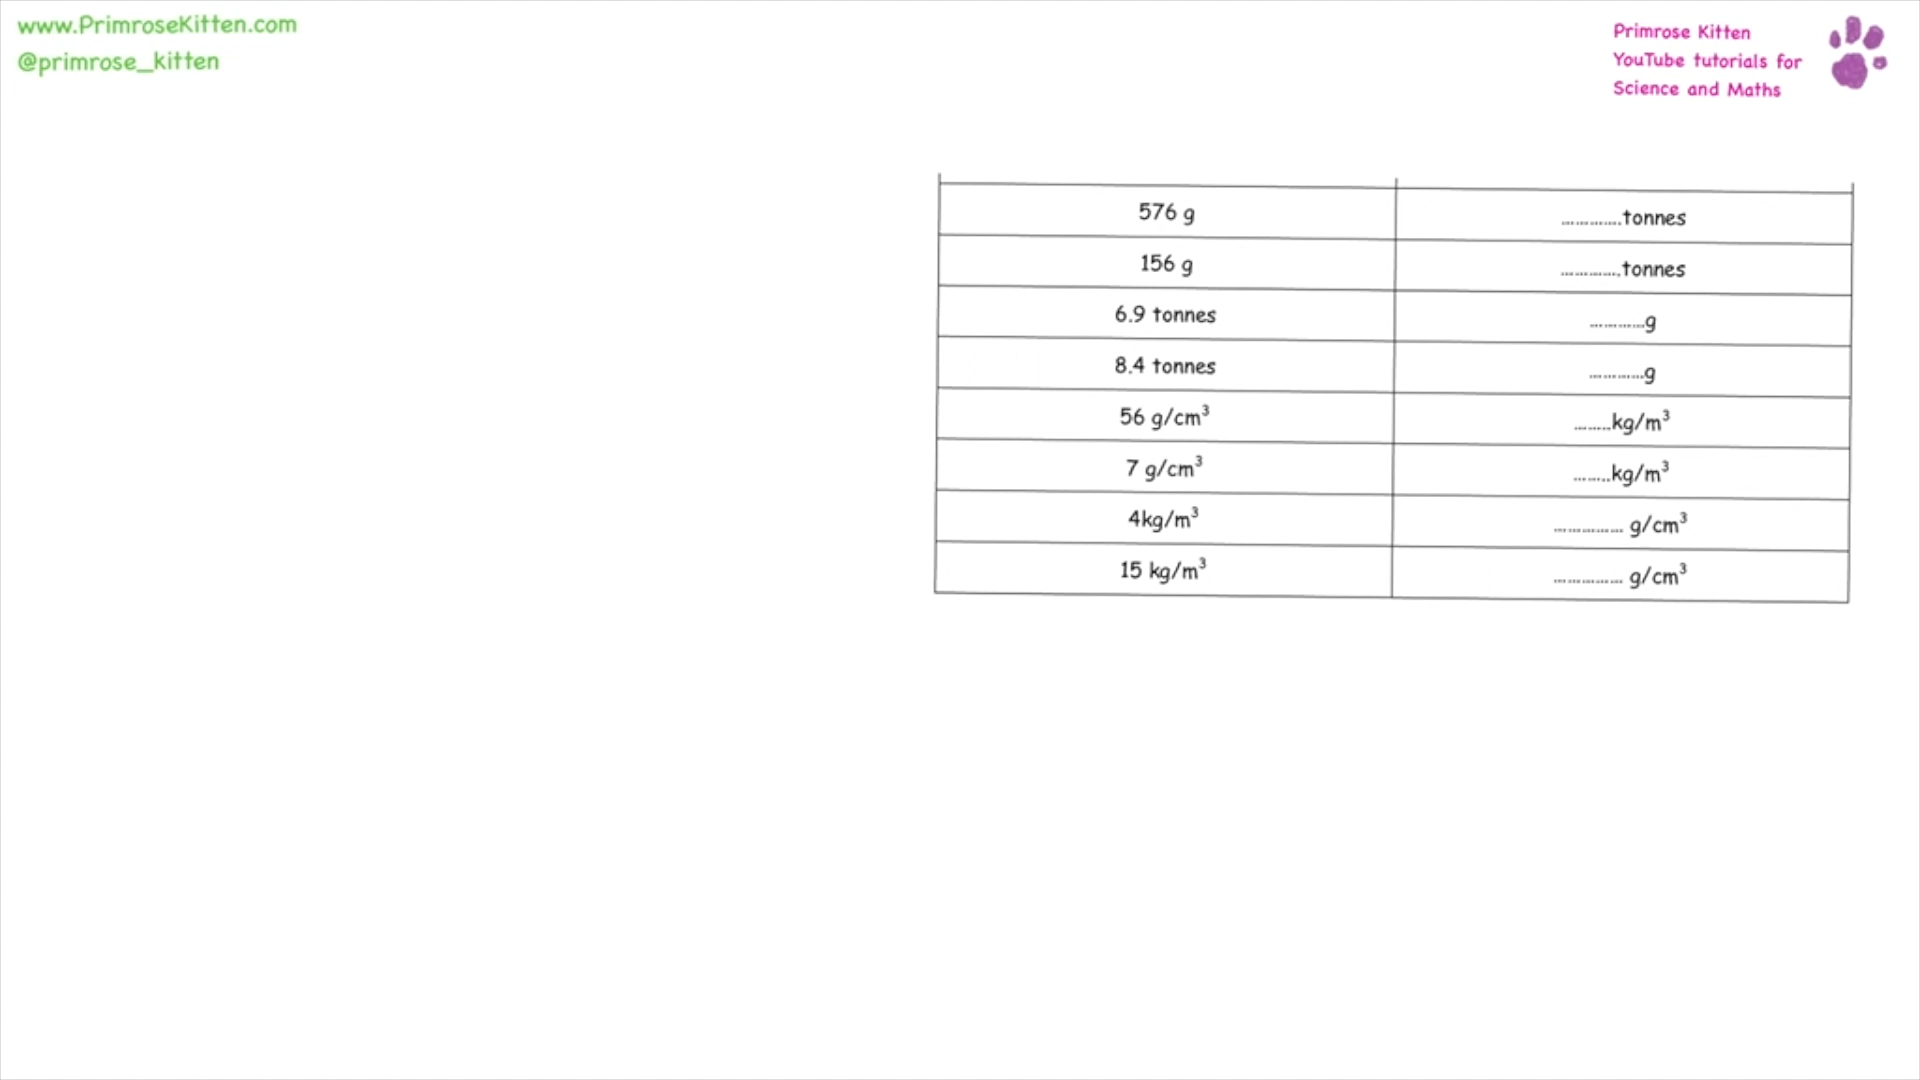 www.PrimroseKitten.com
@primrose_kitten
Primrose Kitten
YouTube tutorials for
Science and Maths
576 g .............tonnes
156 g .............tonnes
6.9 tonnes ............g
8.4 tonnes ............g
56 g/cm³ ........kg/m³
7 g/cm³ ........kg/m³
4kg/m³ ............... g/cm³
15 kg/m³ ............... g/cm³